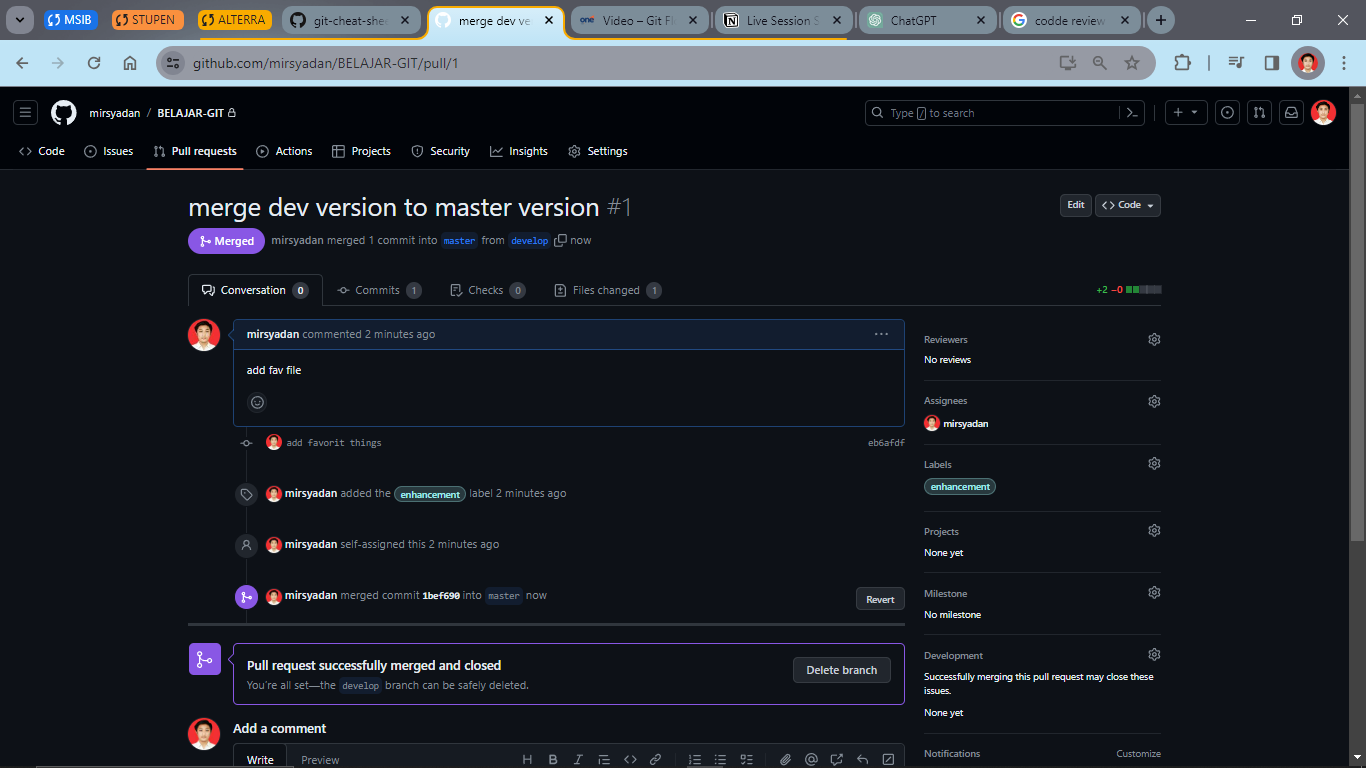 MSIB
STUPEN
ALTERRA
git-cheat-shee
merge dev ve
Video – Git Fl
Live Session S
ChatGPT
codde review
github.com/mirsyadan/BELAJAR-GIT/pull/1
mirsyadan / BELAJAR-GIT
Type / to search
Code
Issues
Pull requests
Actions
Projects
Security
Insights
Settings
merge dev version to master version #1
Edit
Code
Merged
mirsyadan merged 1 commit into master from develop now
Conversation 0
Commits 1
Checks 0
Files changed 1
+2 −0
mirsyadan commented 2 minutes ago
add fav file
add favorit things
eb6afdf
mirsyadan added the enhancement label 2 minutes ago
mirsyadan self-assigned this 2 minutes ago
mirsyadan merged commit 1bef690 into master now
Revert
Pull request successfully merged and closed
You're all set—the develop branch can be safely deleted.
Delete branch
Add a comment
Write
Preview
Reviewers
No reviews
Assignees
mirsyadan
Labels
enhancement
Projects
None yet
Milestone
No milestone
Development
Successfully merging this pull request may close these
issues.
None yet
Notifications
Customize